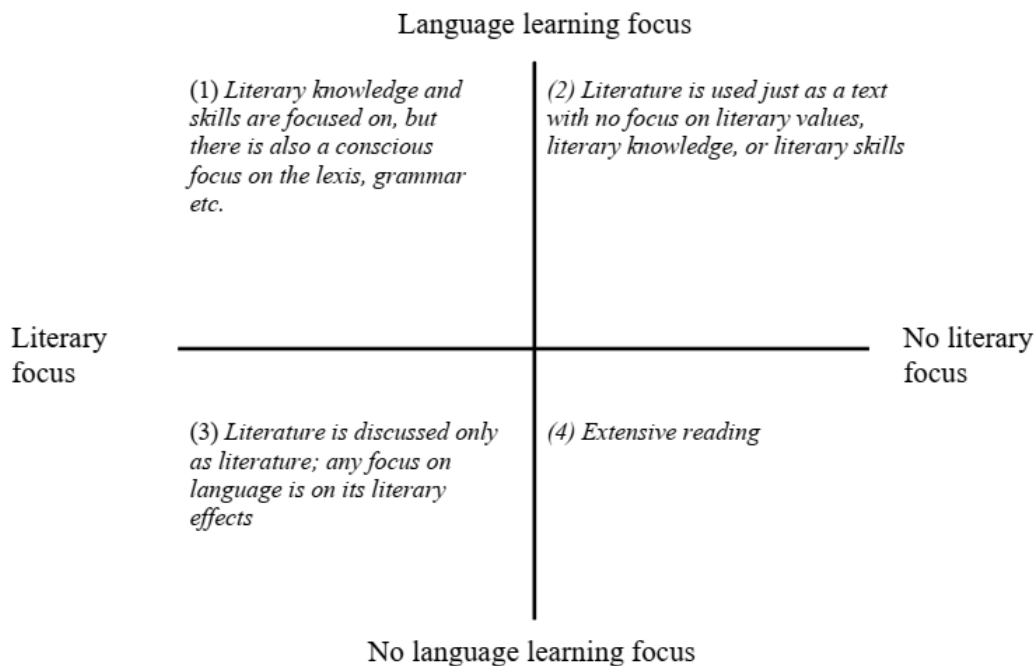 Language learning focus
(1) Literary knowledge and
skills are focused on, but
there is also a conscious
focus on the lexis, grammar
etc.
(2) Literature is used just as a text
with no focus on literary values,
literary knowledge, or literary skills
Literary
focus
No literary
focus
(3) Literature is discussed only
as literature; any focus on
language is on its literary
effects
(4) Extensive reading
No language learning focus